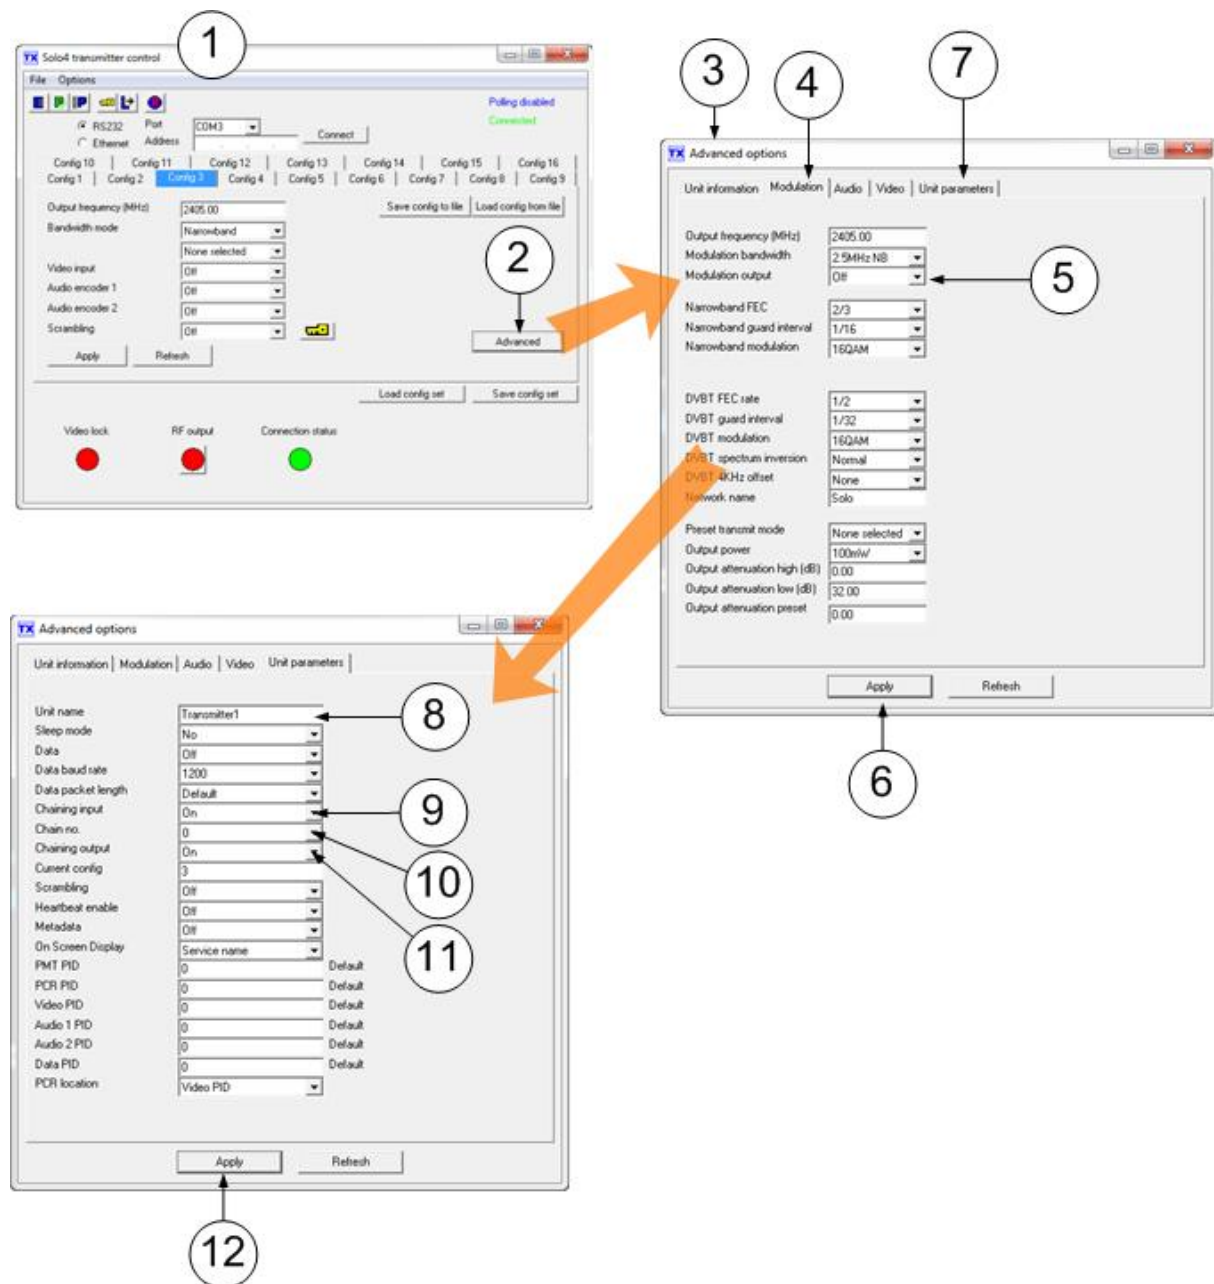 1
TX Solo4 transmitter control
File Options
Polling disabled
RS232 Port COM3 Connected
Ethernet Address Connect
Config 10 Config 11 Config 12 Config 13 Config 14 Config 15 Config 16
Config 1 Config 2 Config 3 Config 4 Config 5 Config 6 Config 7 Config 8 Config 9
Output frequency (MHz) 2405.00 Save config to file Load config from file
Bandwidth mode Narrowband
None selected
2
Video input Off
Audio encoder 1 Off
Audio encoder 2 Off
Scrambling Off
Advanced
Apply Refresh
Load config set Save config set
Video lock RF output Connection status
3
4
7
TX Advanced options
Unit information Modulation Audio Video Unit parameters
Output frequency (MHz) 2405.00
Modulation bandwidth 2.5MHz NB
Modulation output Off
5
Narrowband FEC 2/3
Narrowband guard interval 1/16
Narrowband modulation 16QAM
DVBT FEC rate 1/2
DVBT guard interval 1/32
DVBT modulation 16QAM
DVBT spectrum inversion Normal
DVBT 4KHz offset None
Network name Solo
Preset transmit mode None selected
Output power 100mW
Output attenuation high (dB) 0.00
Output attenuation low (dB) 32.00
Output attenuation preset 0.00
Apply Refresh
6
TX Advanced options
Unit information Modulation Audio Video Unit parameters
Unit name Transmitter1
8
Sleep mode No
Data Off
Data baud rate 1200
Data packet length Default
Chaining input On
9
Chain no. 0
10
Chaining output On
11
Current config 3
Scrambling Off
Heartbeat enable Off
Metadata Off
On Screen Display Service name
PMT PID 0 Default
PCR PID 0 Default
Video PID 0 Default
Audio 1 PID 0 Default
Audio 2 PID 0 Default
Data PID 0 Default
PCR location Video PID
Apply Refresh
12